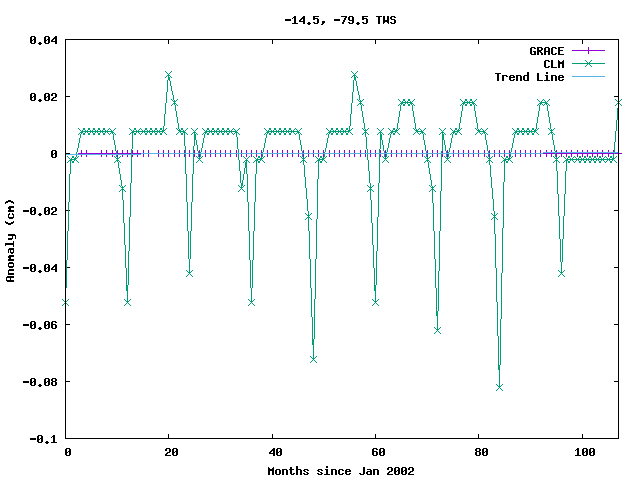 -14.5, -79.5 TWS
GRACE
CLM
Trend Line
0.04
0.02
0
-0.02
-0.04
-0.06
-0.08
-0.1
Anomaly (cm)
0 20 40 60 80 100
Months since Jan 2002